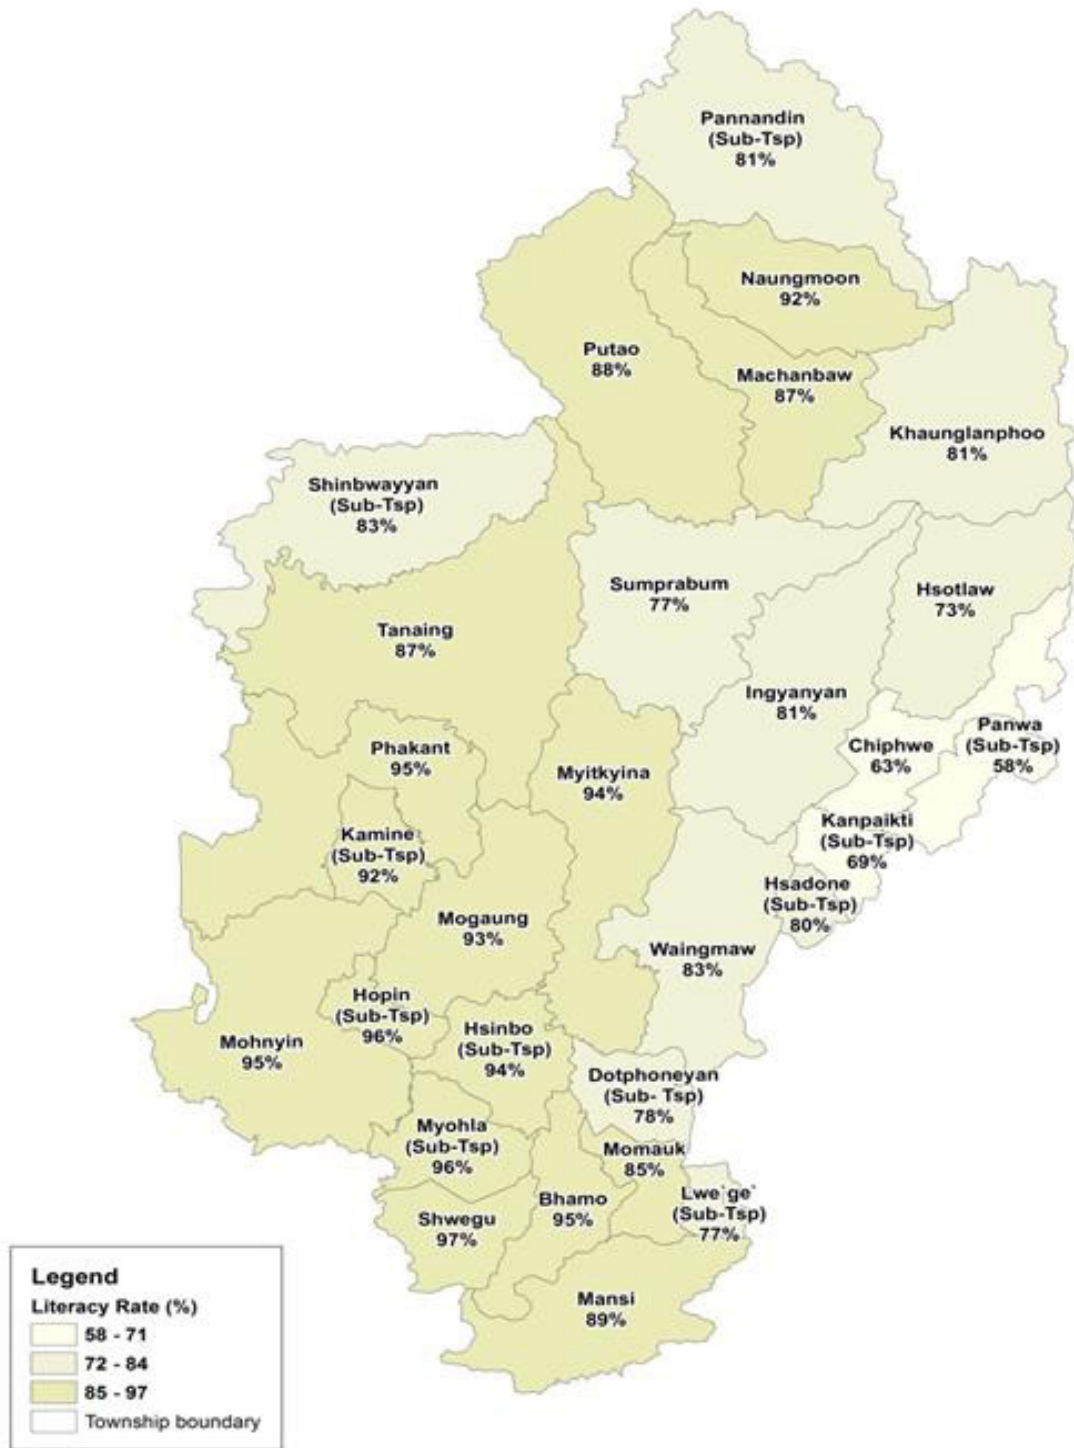 Pannandin
(Sub-Tsp)
81%
Naungmoon
92%
Putao
88%
Machanbaw
87%
Khaunglanphoo
81%
Shinbwayyan
(Sub-Tsp)
83%
Sumprabum
77%
Hsotlaw
73%
Tanaing
87%
Ingyanyan
81%
Phakant
95%
Myitkyina
94%
Chiphwe
63%
Panwa
(Sub-Tsp)
58%
Kamine
(Sub-Tsp)
92%
Kanpaikti
(Sub-Tsp)
69%
Hsadone
(Sub-Tsp)
80%
Mogaung
93%
Waingmaw
83%
Hopin
(Sub-Tsp)
96%
Hsinbo
(Sub-Tsp)
94%
Mohnyin
95%
Dotphoneyan
(Sub- Tsp)
78%
Myohla
(Sub-Tsp)
96%
Momauk
85%
Lwe`ge`
(Sub-Tsp)
77%
Bhamo
95%
Shwegu
97%
Mansi
89%
Legend
Literacy Rate (%)
58 - 71
72 - 84
85 - 97
Township boundary